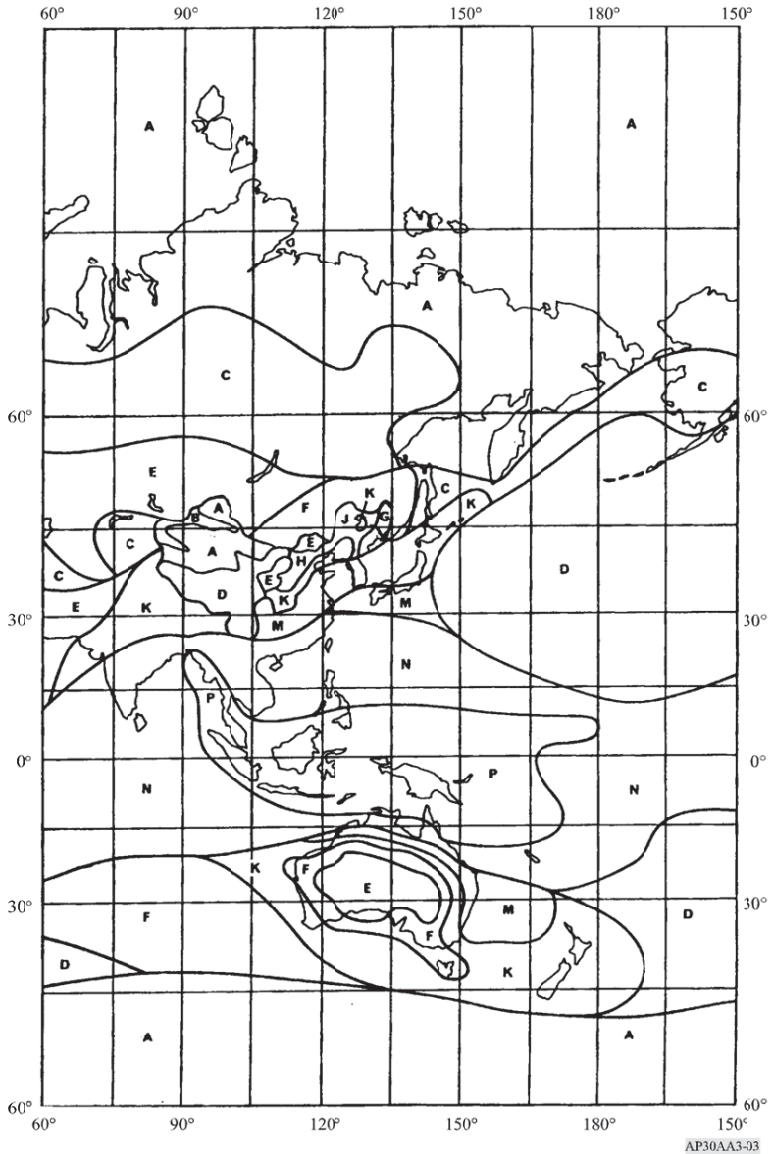 60° 90° 120° 150° 180° 150°
A A
A
C C
60° 60°
E A F K C K
B J G
C A E
C H D
E
E K D K M
30° 30°
M
N
P
0° 0°
N P N
K F
E
30° F M D 30°
F
D K
A A
60° 60°
60° 90° 120° 150° 180° 150°
AP30AA3-03